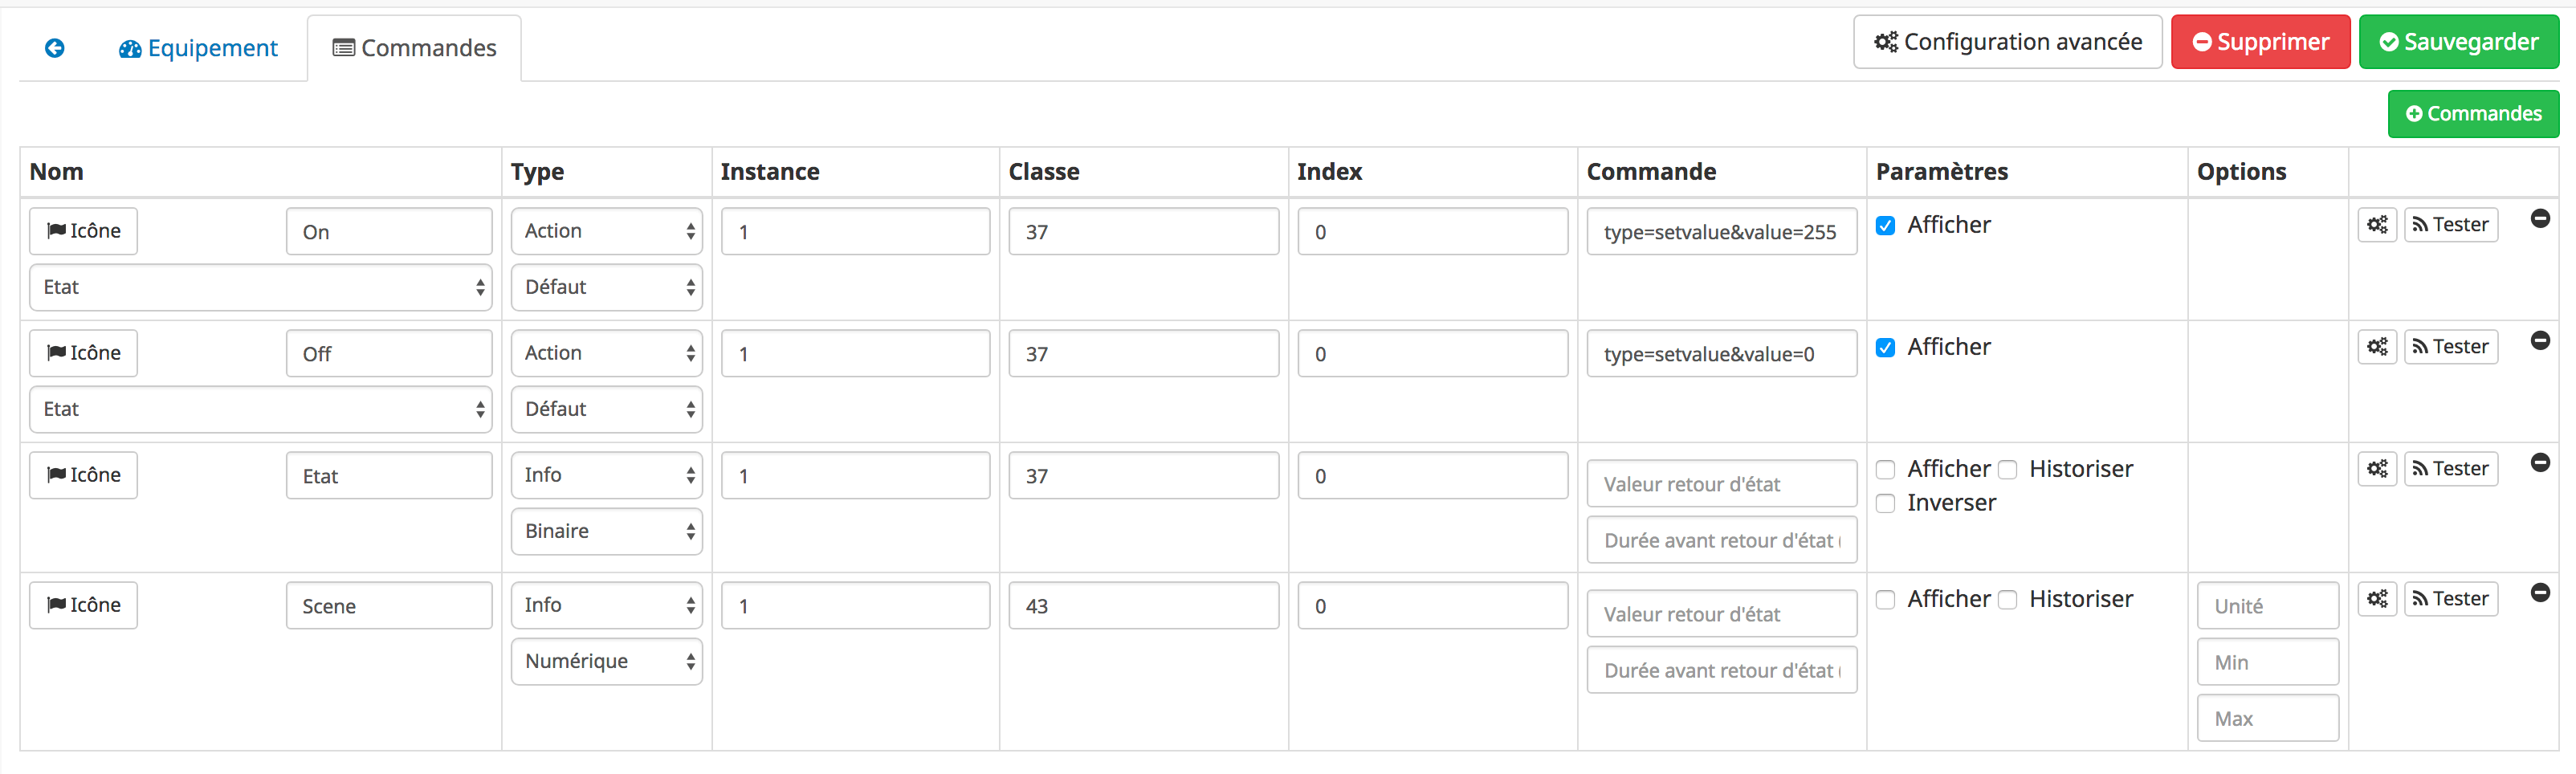 Equipement Commandes Configuration avancée Supprimer Sauvegarder
Commandes
Nom Type Instance Classe Index Commande Paramètres Options
Icône On Action 1 37 0 type=setvalue&value=255 Afficher Tester
Etat Défaut
Icône Off Action 1 37 0 type=setvalue&value=0 Afficher Tester
Etat Défaut
Icône Etat Info 1 37 0 Valeur retour d'état Afficher Historiser Tester
Binaire Durée avant retour d'état Inverser
Icône Scene Info 1 43 0 Valeur retour d'état Afficher Historiser Unité Tester
Numérique Durée avant retour d'état Min
Max